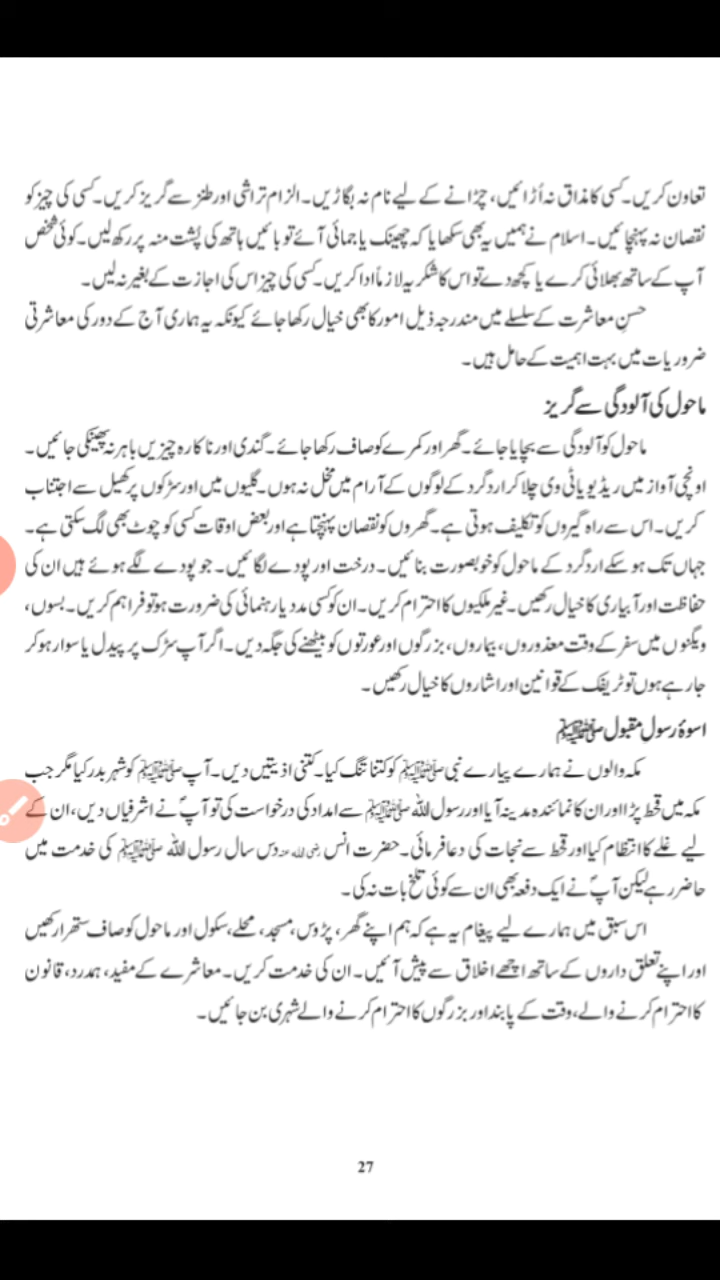 تعاون کریں۔ کسی کا مذاق نہ اُڑائیں، چڑانے کے لیے نام نہ بگاڑیں۔ الزام تراشی اور طنز سے گریز کریں۔ کسی کی چیز کو
نقصان نہ پہنچائیں۔ اسلام نے ہمیں یہ بھی سکھایا کہ چھینک یا جمائی آئے تو بائیں ہاتھ کی پشت منہ پر رکھ لیں۔ کوئی شخص
آپ کے ساتھ بھلائی کرے یا کچھ دے تو اس کا شکریہ لازماً ادا کریں۔ کسی کی چیز اس کی اجازت کے بغیر نہ لیں۔
حسنِ معاشرت کے سلسلے میں مندرجہ ذیل امور کا بھی خیال رکھا جائے کیونکہ یہ ہماری آج کے دور کی معاشرتی
ضروریات میں بہت اہمیت کے حامل ہیں۔
ماحول کی آلودگی سے گریز
ماحول کو آلودگی سے بچایا جائے۔ گھر اور کمرے کو صاف رکھا جائے۔ گندی اور ناکارہ چیزیں باہر نہ پھینکی جائیں۔
اونچی آواز میں ریڈیو یا ٹی وی چلا کر ارد گرد کے لوگوں کے آرام میں مخل نہ ہوں۔ گلیوں میں اور سڑکوں پر کھیل سے اجتناب
کریں۔ اس سے راہ گیروں کو تکلیف ہوتی ہے۔ گھروں کو نقصان پہنچتا ہے اور بعض اوقات کسی کو چوٹ بھی لگ سکتی ہے۔
جہاں تک ہو سکے ارد گرد کے ماحول کو خوبصورت بنائیں۔ درخت اور پودے لگائیں۔ جو پودے لگے ہوئے ہیں ان کی
حفاظت اور آبیاری کا خیال رکھیں۔ غیر ملکیوں کا احترام کریں۔ ان کو کسی مدد یا رہنمائی کی ضرورت ہو تو فراہم کریں۔ بسوں،
ویگنوں میں سفر کے وقت معذوروں، بیماروں، بزرگوں اور عورتوں کو بیٹھنے کی جگہ دیں۔ اگر آپ سڑک پر پیدل یا سوار ہو کر
جا رہے ہوں تو ٹریفک کے قوانین اور اشاروں کا خیال رکھیں۔
اسوۂ رسول مقبول ﷺ
مکہ والوں نے ہمارے پیارے نبی ﷺ کو کتنا تنگ کیا۔ کتنی اذیتیں دیں۔ آپ ﷺ کو شہر بدر کیا مگر جب
مکہ میں قحط پڑا اور ان کا نمائندہ مدینہ آیا اور رسول اللہ ﷺ سے امداد کی درخواست کی تو آپؐ نے اشرفیاں دیں، ان کے
لیے غلے کا انتظام کیا اور قحط سے نجات کی دعا فرمائی۔ حضرت انس رضی اللہ عنہ دس سال رسول اللہ ﷺ کی خدمت میں
حاضر رہے لیکن آپؐ نے ایک دفعہ بھی ان سے کوئی تلخ بات نہ کی۔
اس سبق میں ہمارے لیے پیغام یہ ہے کہ ہم اپنے گھر، پڑوس، مسجد، محلے، سکول اور ماحول کو صاف ستھرا رکھیں
اور اپنے تعلق داروں کے ساتھ اچھے اخلاق سے پیش آئیں۔ ان کی خدمت کریں۔ معاشرے کے مفید، ہمدرد، قانون
کا احترام کرنے والے، وقت کے پابند اور بزرگوں کا احترام کرنے والے شہری بن جائیں۔
27